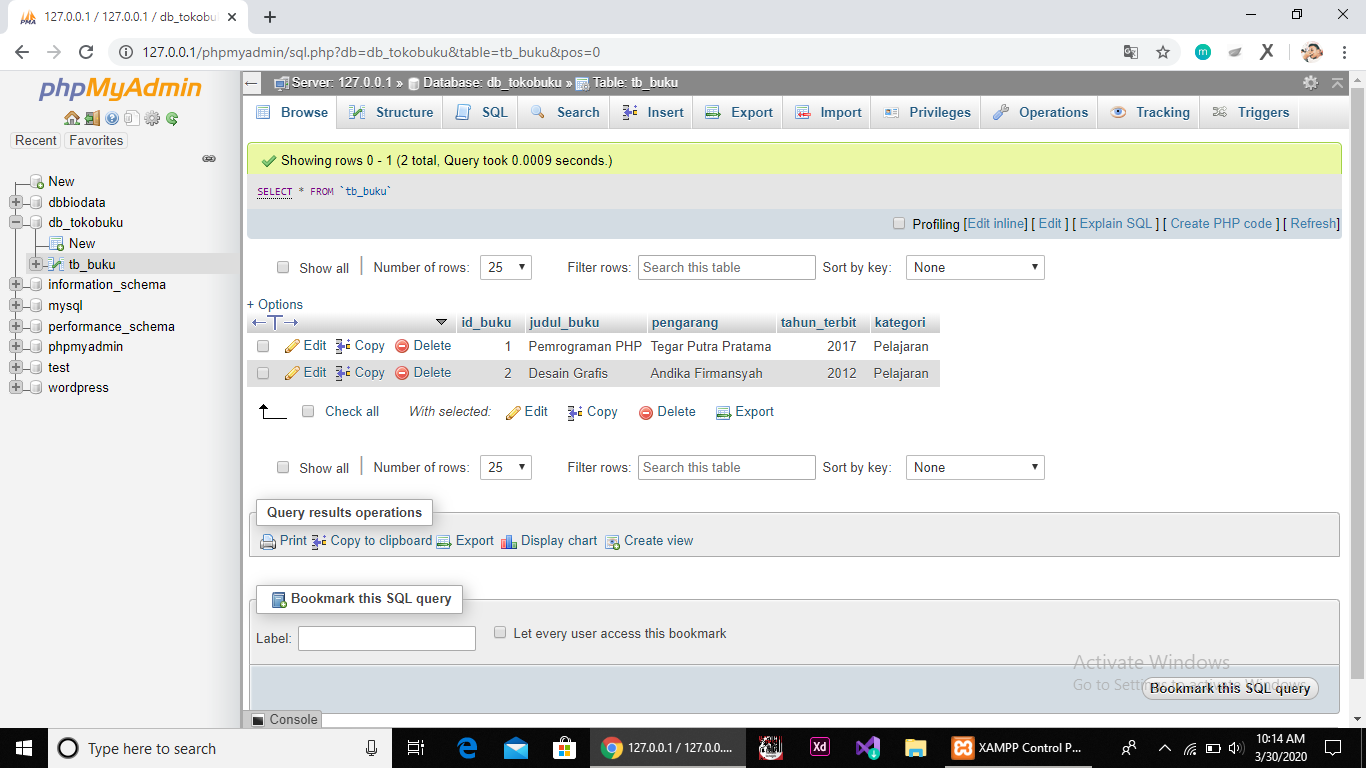 127.0.0.1 / 127.0.0.1 / db_tokobu
127.0.0.1/phpmyadmin/sql.php?db=db_tokobuku&table=tb_buku&pos=0
phpMyAdmin
Recent Favorites
New
dbbiodata
db_tokobuku
New
tb_buku
information_schema
mysql
performance_schema
phpmyadmin
test
wordpress
Server: 127.0.0.1 » Database: db_tokobuku » Table: tb_buku
Browse Structure SQL Search Insert Export Import Privileges Operations Tracking Triggers
Showing rows 0 - 1 (2 total, Query took 0.0009 seconds.)
SELECT * FROM `tb_buku`
Profiling [Edit inline] [ Edit ] [ Explain SQL ] [ Create PHP code ] [ Refresh]
Show all Number of rows: 25 Filter rows: Search this table Sort by key: None
+ Options
id_buku judul_buku pengarang tahun_terbit kategori
Edit Copy Delete 1 Pemrograman PHP Tegar Putra Pratama 2017 Pelajaran
Edit Copy Delete 2 Desain Grafis Andika Firmansyah 2012 Pelajaran
Check all With selected: Edit Copy Delete Export
Show all Number of rows: 25 Filter rows: Search this table Sort by key: None
Query results operations
Print Copy to clipboard Export Display chart Create view
Bookmark this SQL query
Label: Let every user access this bookmark
Activate Windows
Go to Settings to activate Windows.
Bookmark this SQL query
Console
Type here to search
127.0.0.1 / 127.0.0....
Xd
XAMPP Control P...
10:14 AM
3/30/2020